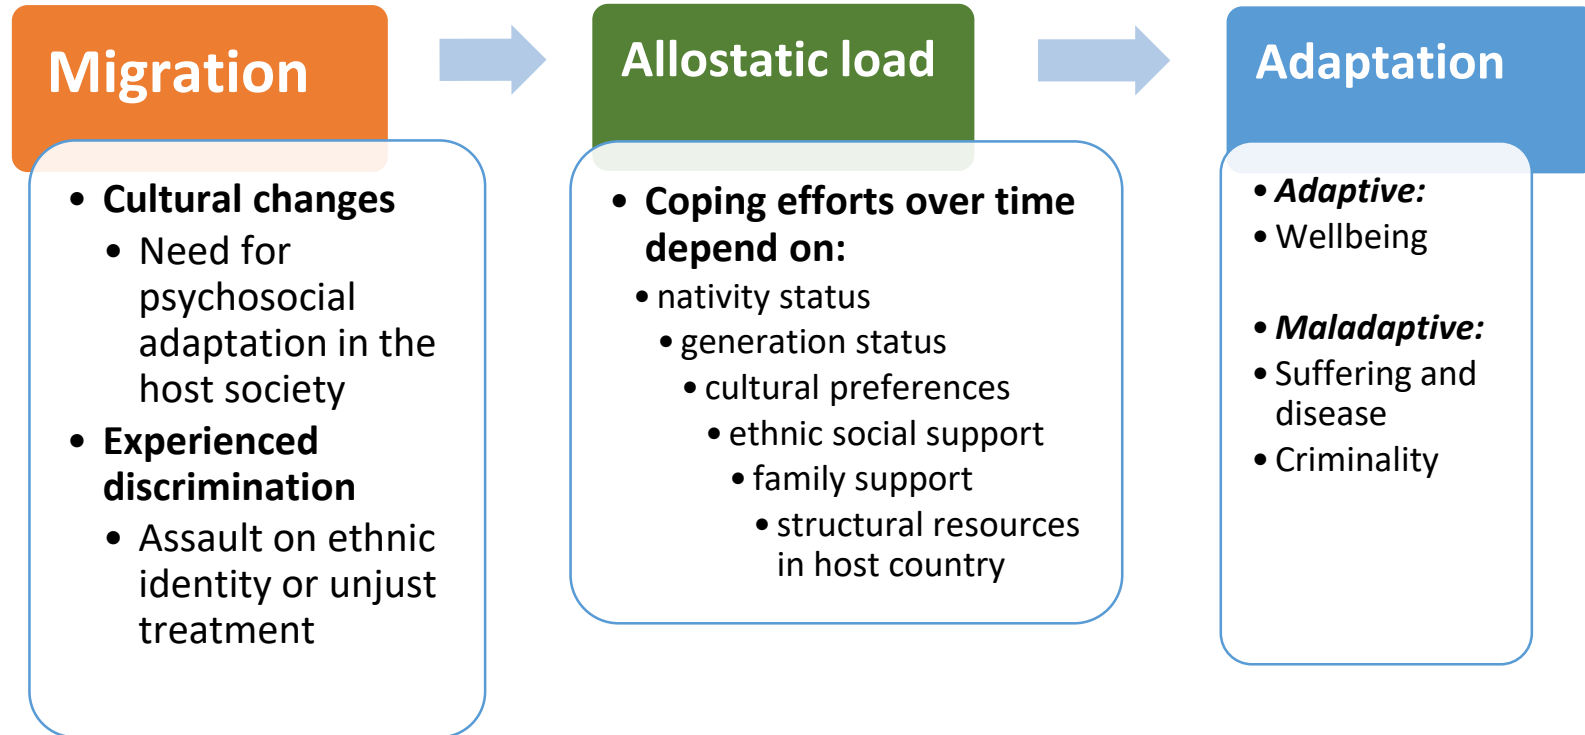 Migration
• Cultural changes
• Need for
psychosocial
adaptation in the
host society
• Experienced
discrimination
• Assault on ethnic
identity or unjust
treatment
Allostatic load
• Coping efforts over time
depend on:
• nativity status
• generation status
• cultural preferences
• ethnic social support
• family support
• structural resources
in host country
Adaptation
• Adaptive:
• Wellbeing
• Maladaptive:
• Suffering and
disease
• Criminality